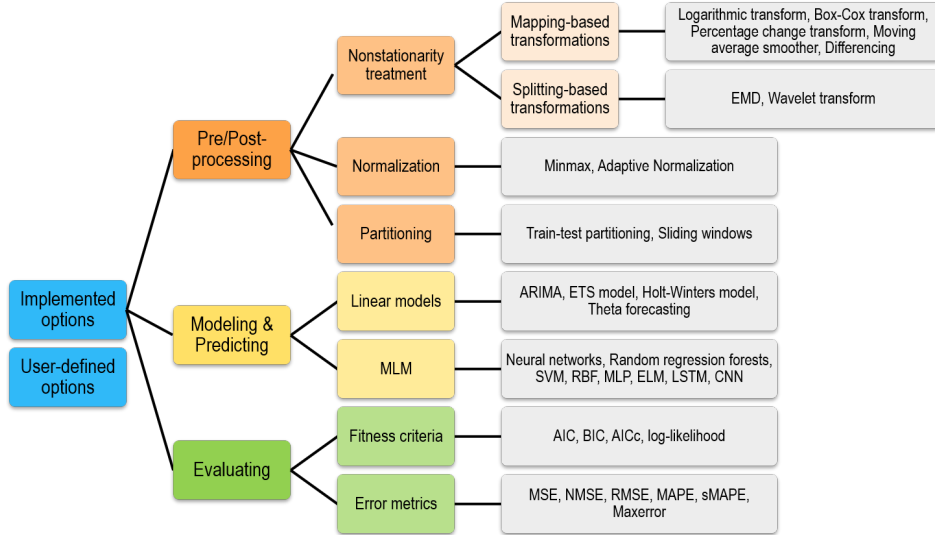 Implemented
options
User-defined
options
Pre/Post-
processing
Nonstationarity
treatment
Mapping-based
transformations
Logarithmic transform, Box-Cox transform,
Percentage change transform, Moving
average smoother, Differencing
Splitting-based
transformations
EMD, Wavelet transform
Normalization
Minmax, Adaptive Normalization
Partitioning
Train-test partitioning, Sliding windows
Modeling &
Predicting
Linear models
ARIMA, ETS model, Holt-Winters model,
Theta forecasting
MLM
Neural networks, Random regression forests,
SVM, RBF, MLP, ELM, LSTM, CNN
Evaluating
Fitness criteria
AIC, BIC, AICc, log-likelihood
Error metrics
MSE, NMSE, RMSE, MAPE, sMAPE,
Maxerror